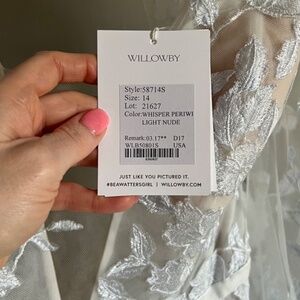 WILLOWBY
Style:58714S
Size: 14
Lot: 21627
Color:WHISPER PERIWI
LIGHT NUDE
Remark:03.17** D17
WLB50801S USA
JUST LIKE YOU PICTURED IT.
#BEAWATTERSGIRL | WILLOWBY.COM